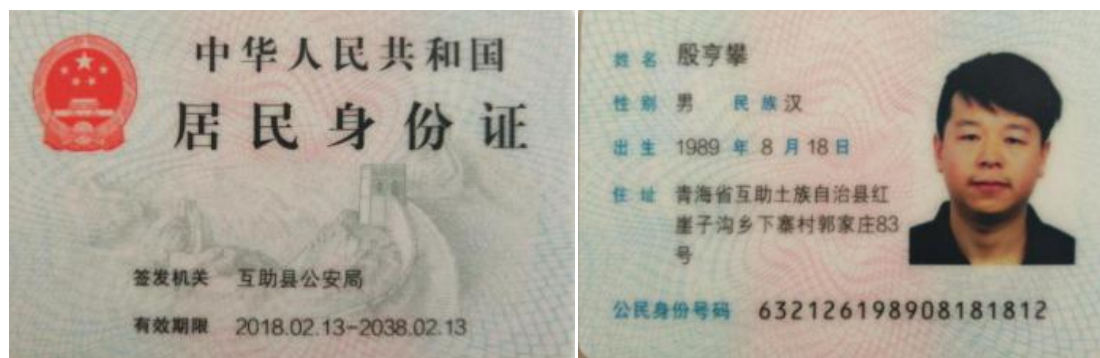 中华人民共和国
居民身份证
签发机关 互助县公安局
有效期限 2018.02.13-2038.02.13
姓名 殷亨攀
性别 男 民族 汉
出生 1989 年 8 月 18 日
住址 青海省互助土族自治县红
崖子沟乡下寨村郭家庄83
号
公民身份号码 632126198908181812